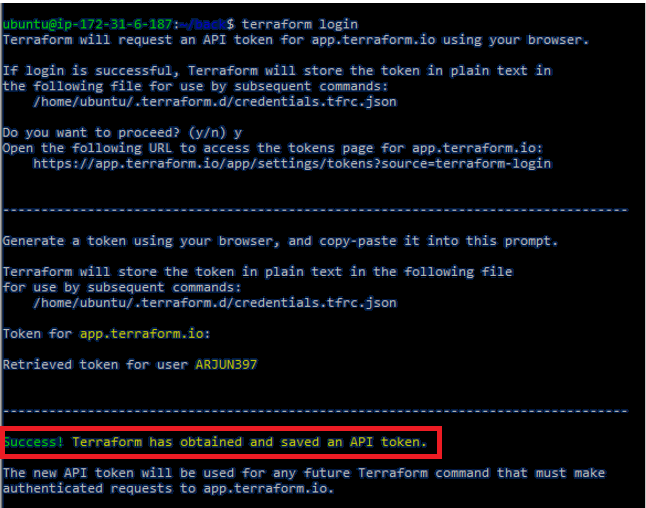 ubuntu@ip-172-31-6-187:~/back$ terraform login
Terraform will request an API token for app.terraform.io using your browser.
If login is successful, Terraform will store the token in plain text in
the following file for use by subsequent commands:
/home/ubuntu/.terraform.d/credentials.tfrc.json
Do you want to proceed? (y/n) y
Open the following URL to access the tokens page for app.terraform.io:
https://app.terraform.io/app/settings/tokens?source=terraform-login
---------------------------------------------------------------------------------
Generate a token using your browser, and copy-paste it into this prompt.
Terraform will store the token in plain text in the following file
for use by subsequent commands:
/home/ubuntu/.terraform.d/credentials.tfrc.json
Token for app.terraform.io:
Retrieved token for user ARJUN397
---------------------------------------------------------------------------------
Success! Terraform has obtained and saved an API token.
The new API token will be used for any future Terraform command that must make
authenticated requests to app.terraform.io.